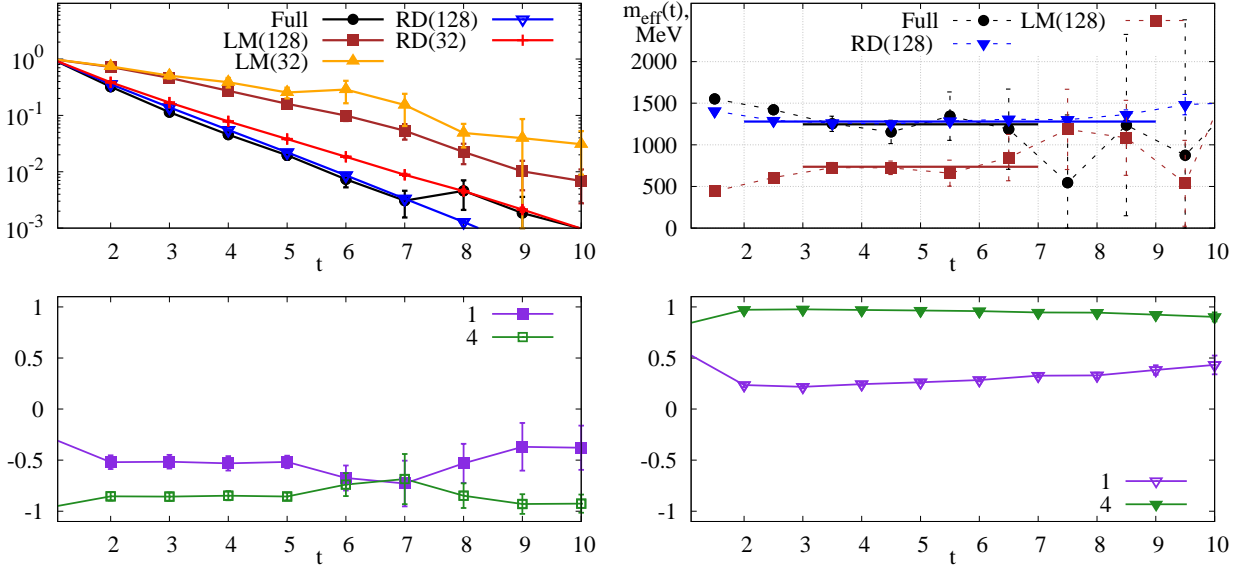 Full RD(128)
LM(128) RD(32)
LM(32)
10^0
10^-1
10^-2
10^-3
2 3 4 5 6 7 8 9 10
t
m_eff(t),
MeV
Full LM(128)
RD(128)
2000
1500
1000
500
0
2 3 4 5 6 7 8 9 10
t
1
4
1
0.5
0
-0.5
-1
2 3 4 5 6 7 8 9 10
t
1
0.5
0
-0.5
-1
1
4
2 3 4 5 6 7 8 9 10
t